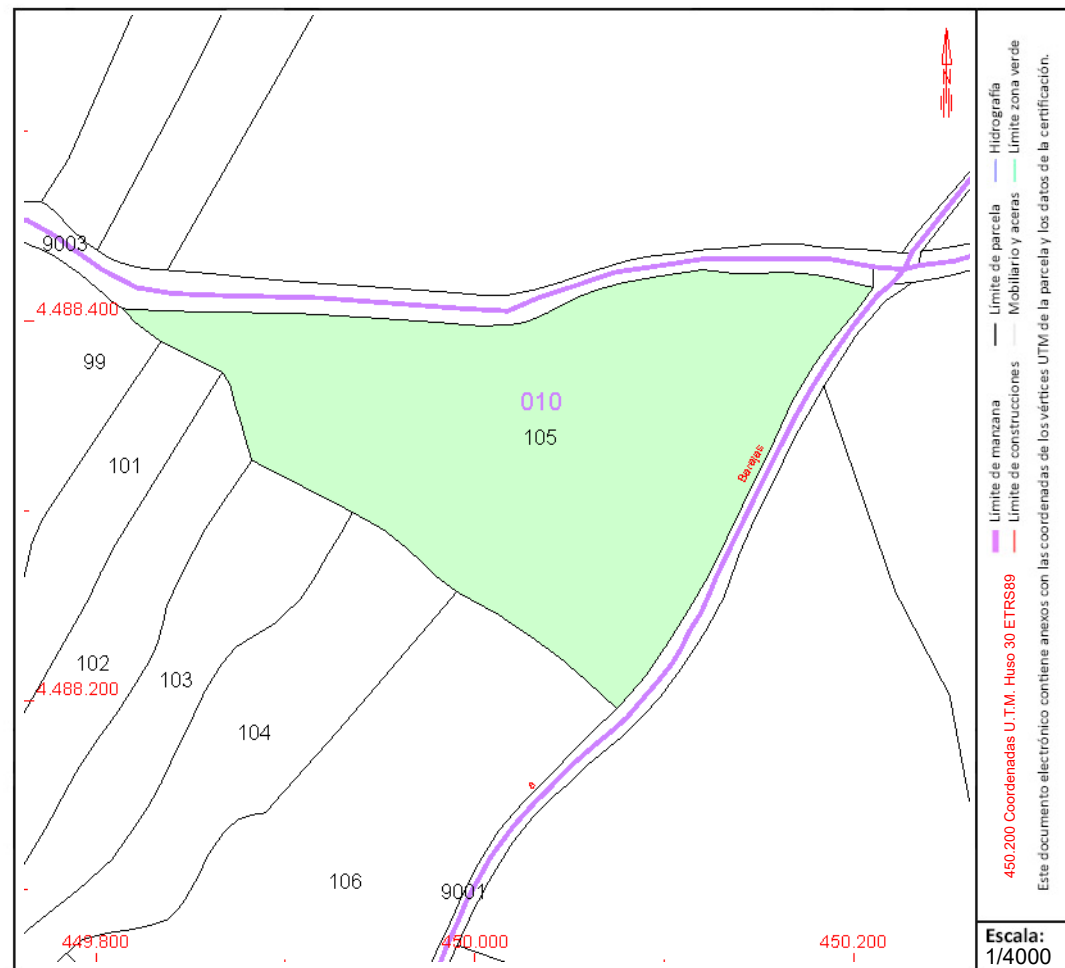 N
9003
4.488.400
99
010
105
101
Barajas
102
4.488.200
103
104
a
106
9001
449.800
450.000
450.200
Límite de manzana
Límite de parcela
Hidrografía
Límite de construcciones
Mobiliario y aceras
Límite zona verde
450.200 Coordenadas U.T.M. Huso 30 ETRS89
Este documento electrónico contiene anexos con las coordenadas de los vértices UTM de la parcela y los datos de la certificación.
Escala:
1/4000